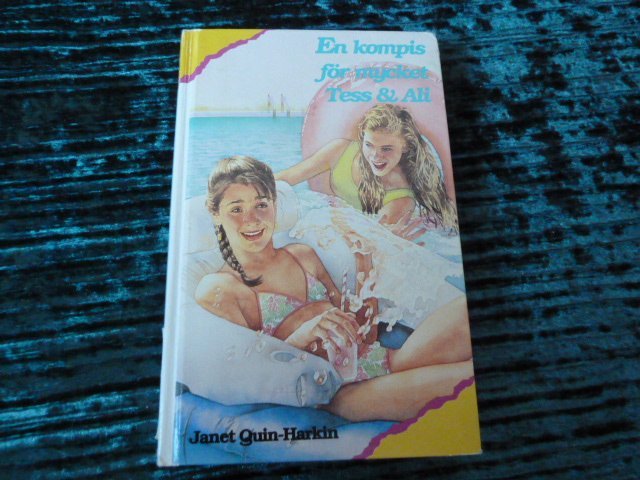 En kompis
för mycket
Tess & Ali
Janet Quin-Harkin